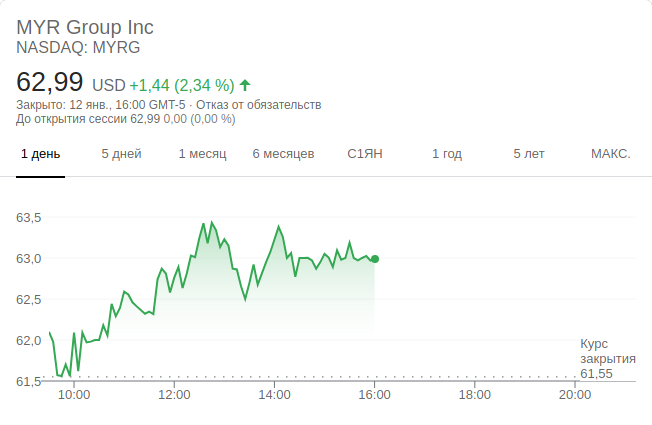 MYR Group Inc
NASDAQ: MYRG
62,99 USD +1,44 (2,34 %)
Закрыто: 12 янв., 16:00 GMT-5 · Отказ от обязательств
До открытия сессии 62,99 0,00 (0,00 %)
1 день 5 дней 1 месяц 6 месяцев С1ЯН 1 год 5 лет МАКС.
63,5
63,0
62,5
62,0
61,5
Курс
закрытия
61,55
10:00 12:00 14:00 16:00 18:00 20:00